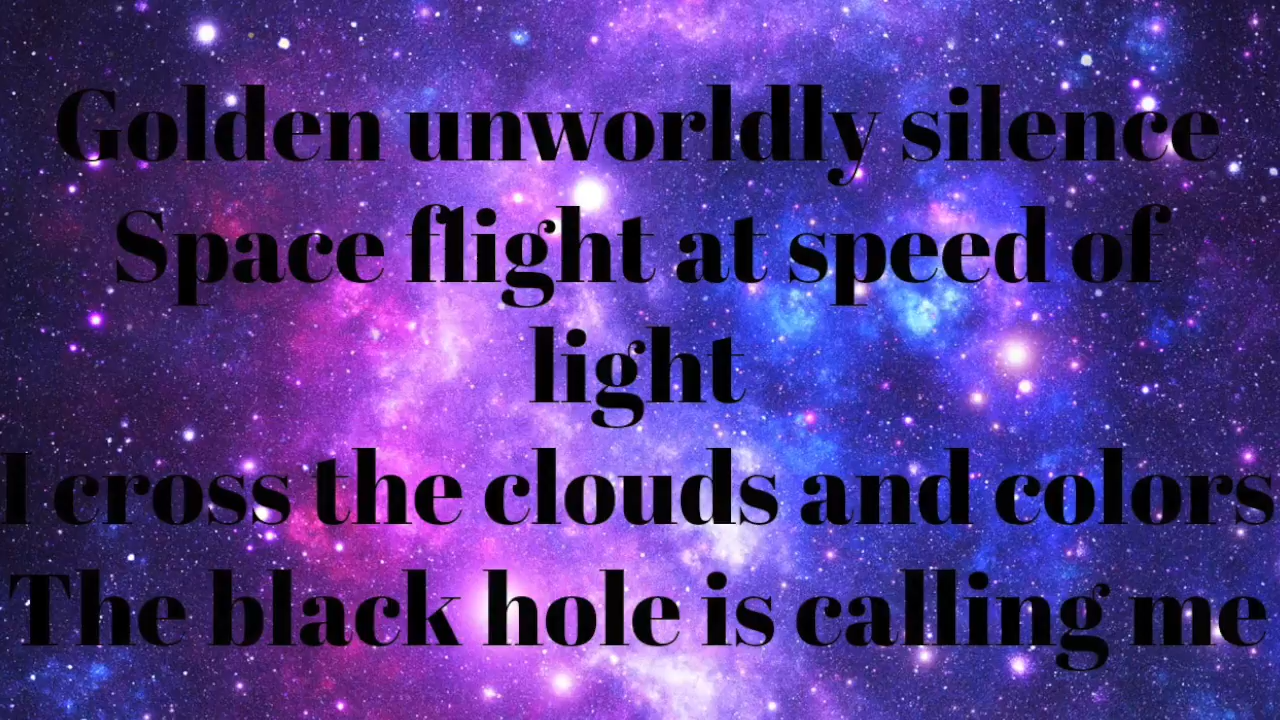 Golden unworldly silence
Space flight at speed of
light
I cross the clouds and colors
The black hole is calling me